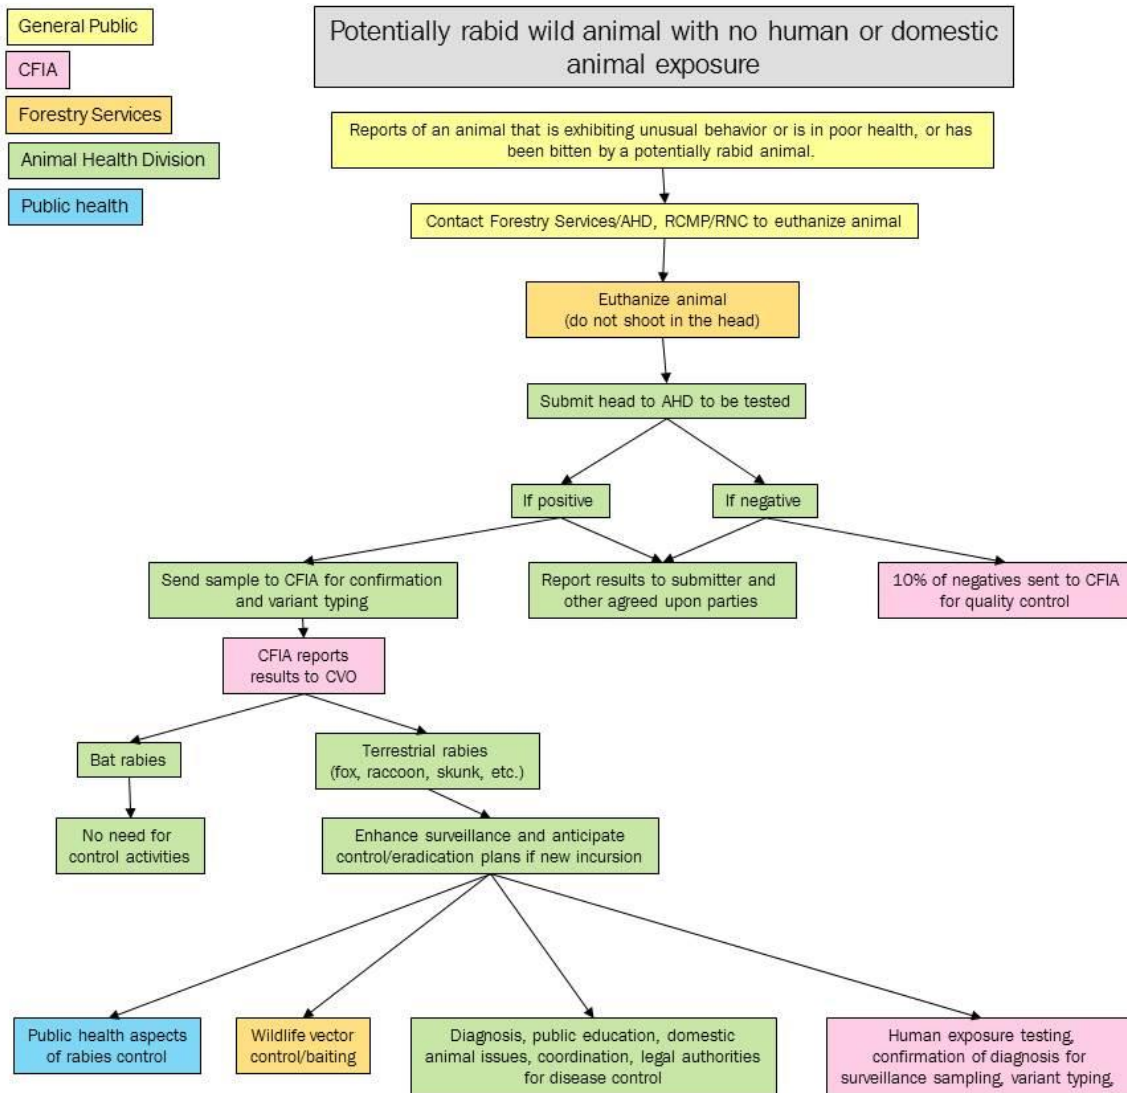 General Public
CFIA
Forestry Services
Animal Health Division
Public health
Potentially rabid wild animal with no human or domestic
animal exposure
Reports of an animal that is exhibiting unusual behavior or is in poor health, or has
been bitten by a potentially rabid animal.
Contact Forestry Services/AHD, RCMP/RNC to euthanize animal
Euthanize animal
(do not shoot in the head)
Submit head to AHD to be tested
If positive
If negative
Send sample to CFIA for confirmation
and variant typing
Report results to submitter and
other agreed upon parties
10% of negatives sent to CFIA
for quality control
CFIA reports
results to CVO
Bat rabies
Terrestrial rabies
(fox, raccoon, skunk, etc.)
No need for
control activities
Enhance surveillance and anticipate
control/eradication plans if new incursion
Public health aspects
of rabies control
Wildlife vector
control/baiting
Diagnosis, public education, domestic
animal issues, coordination, legal authorities
for disease control
Human exposure testing,
confirmation of diagnosis for
surveillance sampling, variant typing,